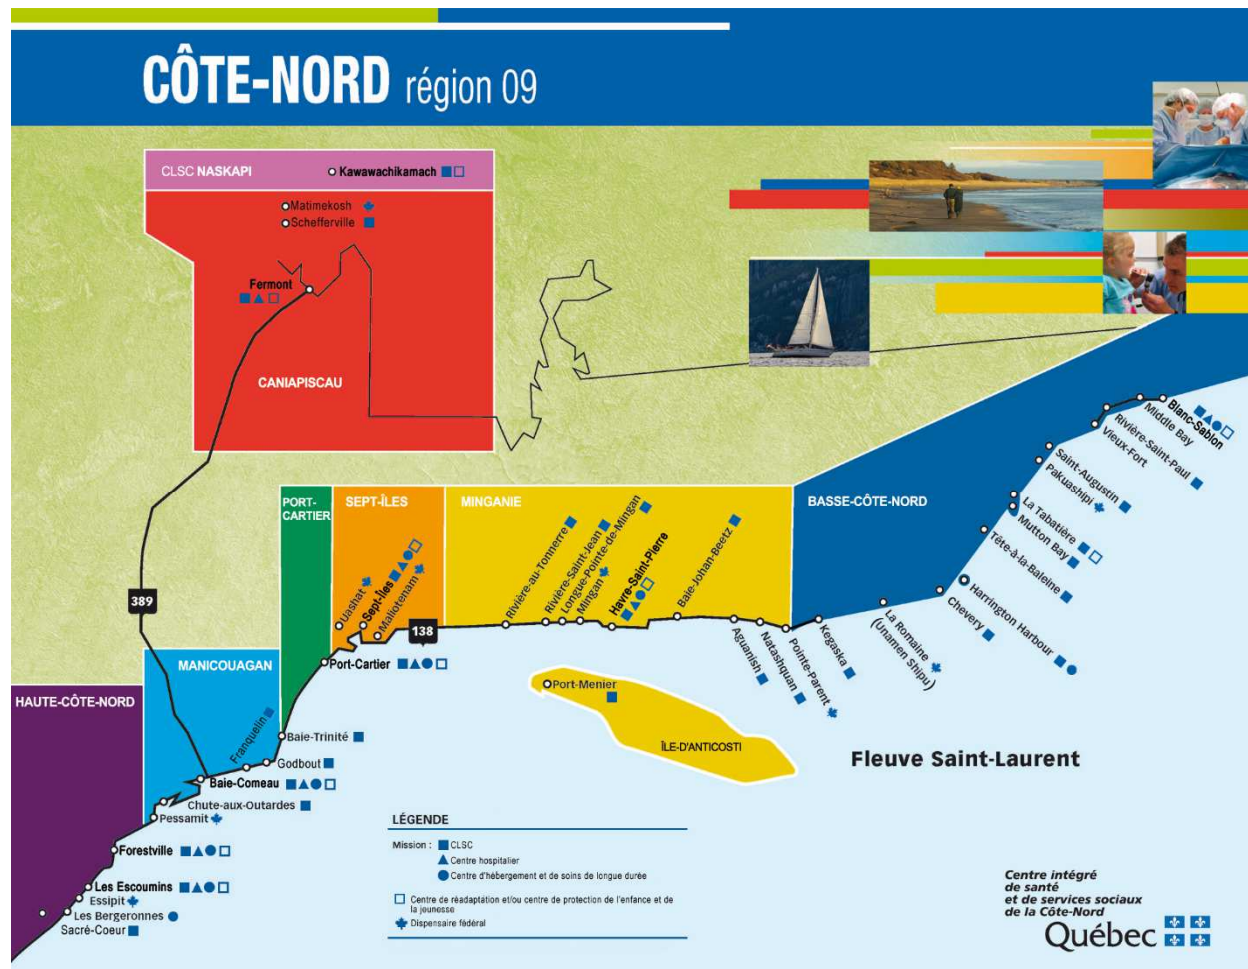 CÔTE-NORD région 09
CLSC NASKAPI
Kawawachikamach
Matimekosh
Schefferville
Fermont
CANIAPISCAU
389
138
HAUTE-CÔTE-NORD
MANICOUAGAN
PORT-
CARTIER
SEPT-ÎLES
MINGANIE
BASSE-CÔTE-NORD
Uashat
Sept-Îles
Maliotenam
Port-Cartier
Rivière-au-Tonnerre
Rivière-Saint-Jean
Longue-Pointe-de-Mingan
Mingan
Havre-Saint-Pierre
Baie-Johan-Beetz
Aguanish
Natashquan
Pointe-Parent
Kegaska
La Romaine
(Unamen Shipu)
Chevery
Harrington Harbour
Tête-à-la-Baleine
Mutton Bay
La Tabatière
Pakuashipi
Saint-Augustin
Vieux-Fort
Rivière-Saint-Paul
Middle Bay
Blanc-Sablon
Port-Menier
ÎLE-D'ANTICOSTI
Fleuve Saint-Laurent
Franquelin
Baie-Trinité
Godbout
Baie-Comeau
Chute-aux-Outardes
Pessamit
Forestville
Les Escoumins
Essipit
Les Bergeronnes
Sacré-Coeur
LÉGENDE
Mission :
CLSC
Centre hospitalier
Centre d'hébergement et de soins de longue durée
Centre de réadaptation et/ou centre de protection de l'enfance et de
la jeunesse
Dispensaire fédéral
Centre intégré
de santé
et de services sociaux
de la Côte-Nord
Québec